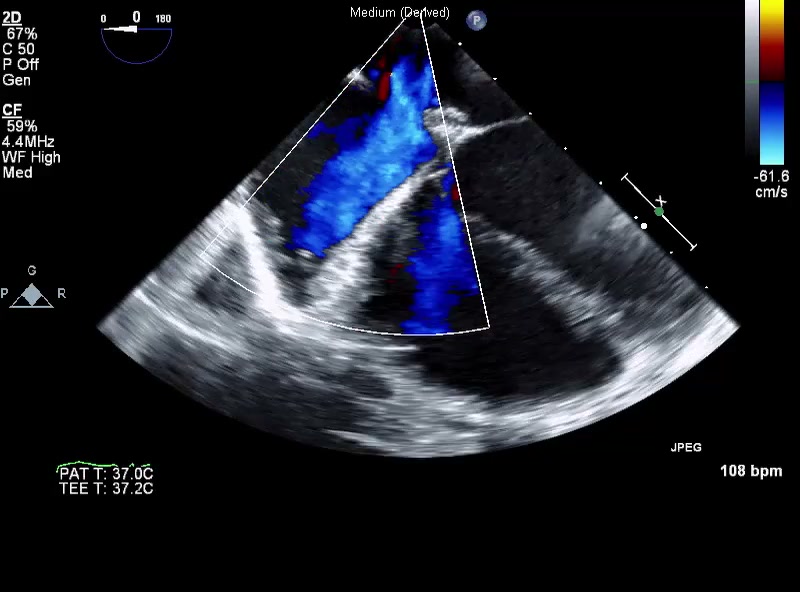 Medium (Derived)
2D
67%
C 50
P Off
Gen
CF
59%
4.4MHz
WF High
Med
0 0 180
P
-61.6
cm/s
x
G
P R
JPEG
PAT T: 37.0C
TEE T: 37.2C
108 bpm